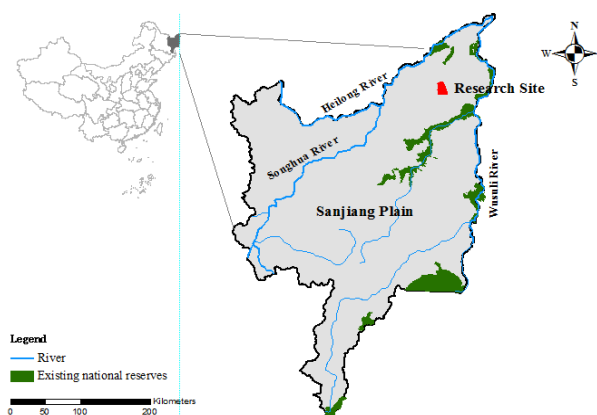 N
W E
S
Heilong River
Research Site
Songhua River
Sanjiang Plain
Wusuli River
Legend
River
Existing national reserves
Kilometers
0 50 100 200